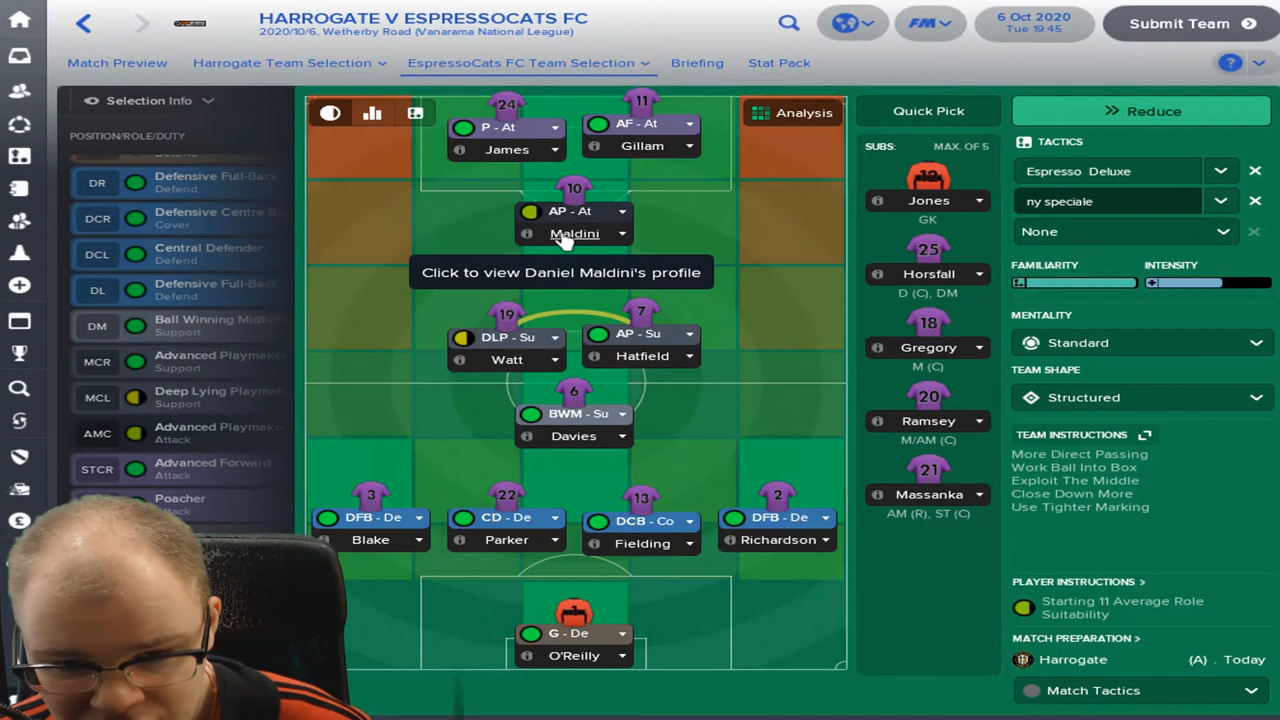 HARROGATE V ESPRESSOCATS FC
2020/10/6, Wetherby Road (Vanarama National League)
FM
6 Oct 2020
Tue 19:45
Submit Team
Match Preview
Harrogate Team Selection
EspressoCats FC Team Selection
Briefing
Stat Pack
?
Selection Info
POSITION/ROLE/DUTY
Defend
DR Defensive Full-Back
Defend
DCR Defensive Centre B
Cover
DCL Central Defender
Defend
DL Defensive Full-Back
Defend
DM Ball Winning Midfie
Support
MCR Advanced Playmake
Support
MCL Deep Lying Playmak
Support
AMC Advanced Playmake
Attack
STCR Advanced Forward
Attack
Poacher
Attack
Analysis
24
P - At
James
11
AF - At
Gillam
10
AP - At
Maldini
Click to view Daniel Maldini's profile
19
DLP - Su
Watt
7
AP - Su
Hatfield
6
BWM - Su
Davies
3
DFB - De
Blake
22
CD - De
Parker
13
DCB - Co
Fielding
2
DFB - De
Richardson
1
G - De
O'Reilly
Quick Pick
SUBS: MAX. OF 5
12
Jones
GK
25
Horsfall
D (C), DM
18
Gregory
M (C)
20
Ramsey
M/AM (C)
21
Massanka
AM (R), ST (C)
Reduce
TACTICS
Espresso Deluxe
ny speciale
None
FAMILIARITY
INTENSITY
MENTALITY
Standard
TEAM SHAPE
Structured
TEAM INSTRUCTIONS
More Direct Passing
Work Ball Into Box
Exploit The Middle
Close Down More
Use Tighter Marking
PLAYER INSTRUCTIONS >
Starting 11 Average Role
Suitability
MATCH PREPARATION >
Harrogate (A) . Today
Match Tactics